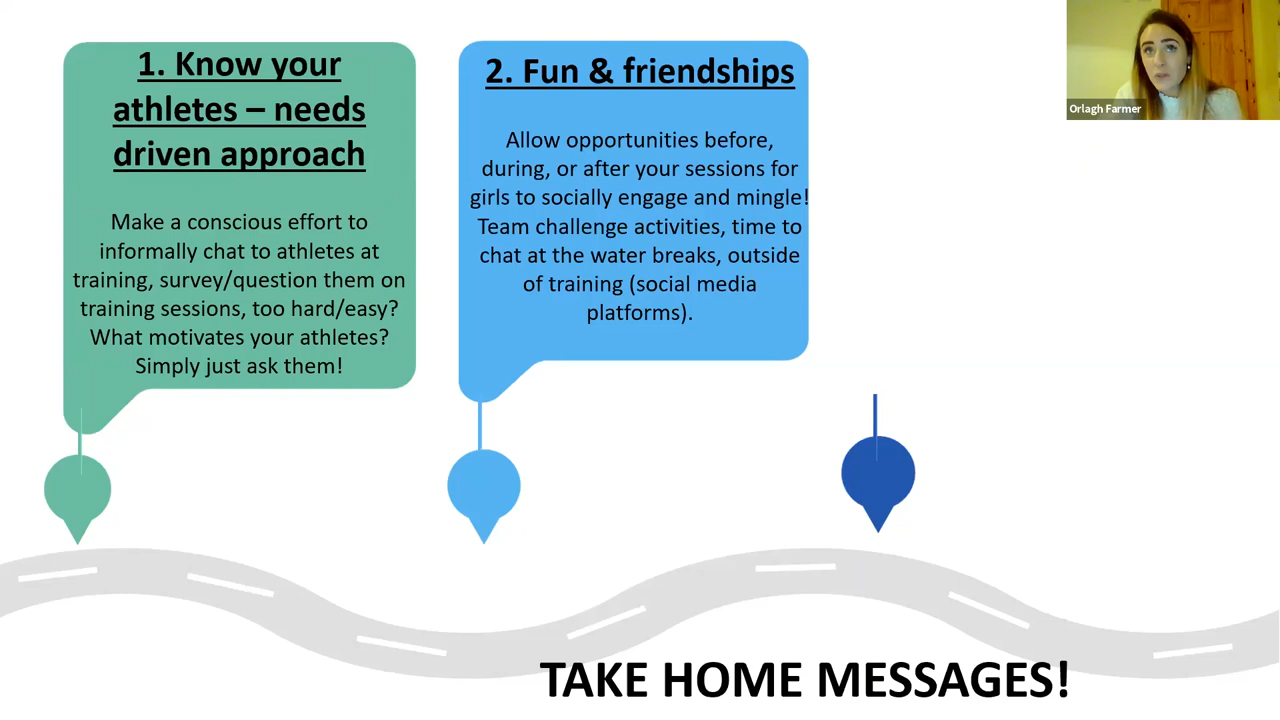 1. Know your
athletes – needs
driven approach
Make a conscious effort to
informally chat to athletes at
training, survey/question them on
training sessions, too hard/easy?
What motivates your athletes?
Simply just ask them!
2. Fun & friendships
Allow opportunities before,
during, or after your sessions for
girls to socially engage and mingle!
Team challenge activities, time to
chat at the water breaks, outside
of training (social media
platforms).
Orlagh Farmer
TAKE HOME MESSAGES!